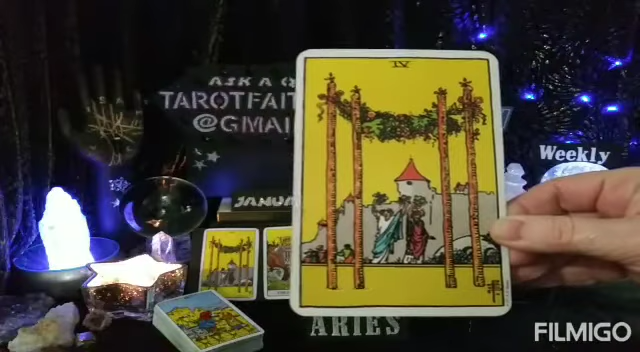 IV
ASK A Q
TAROTFAIT
@GMAI
Weekly
JANUA
ARIES
FILMIGO